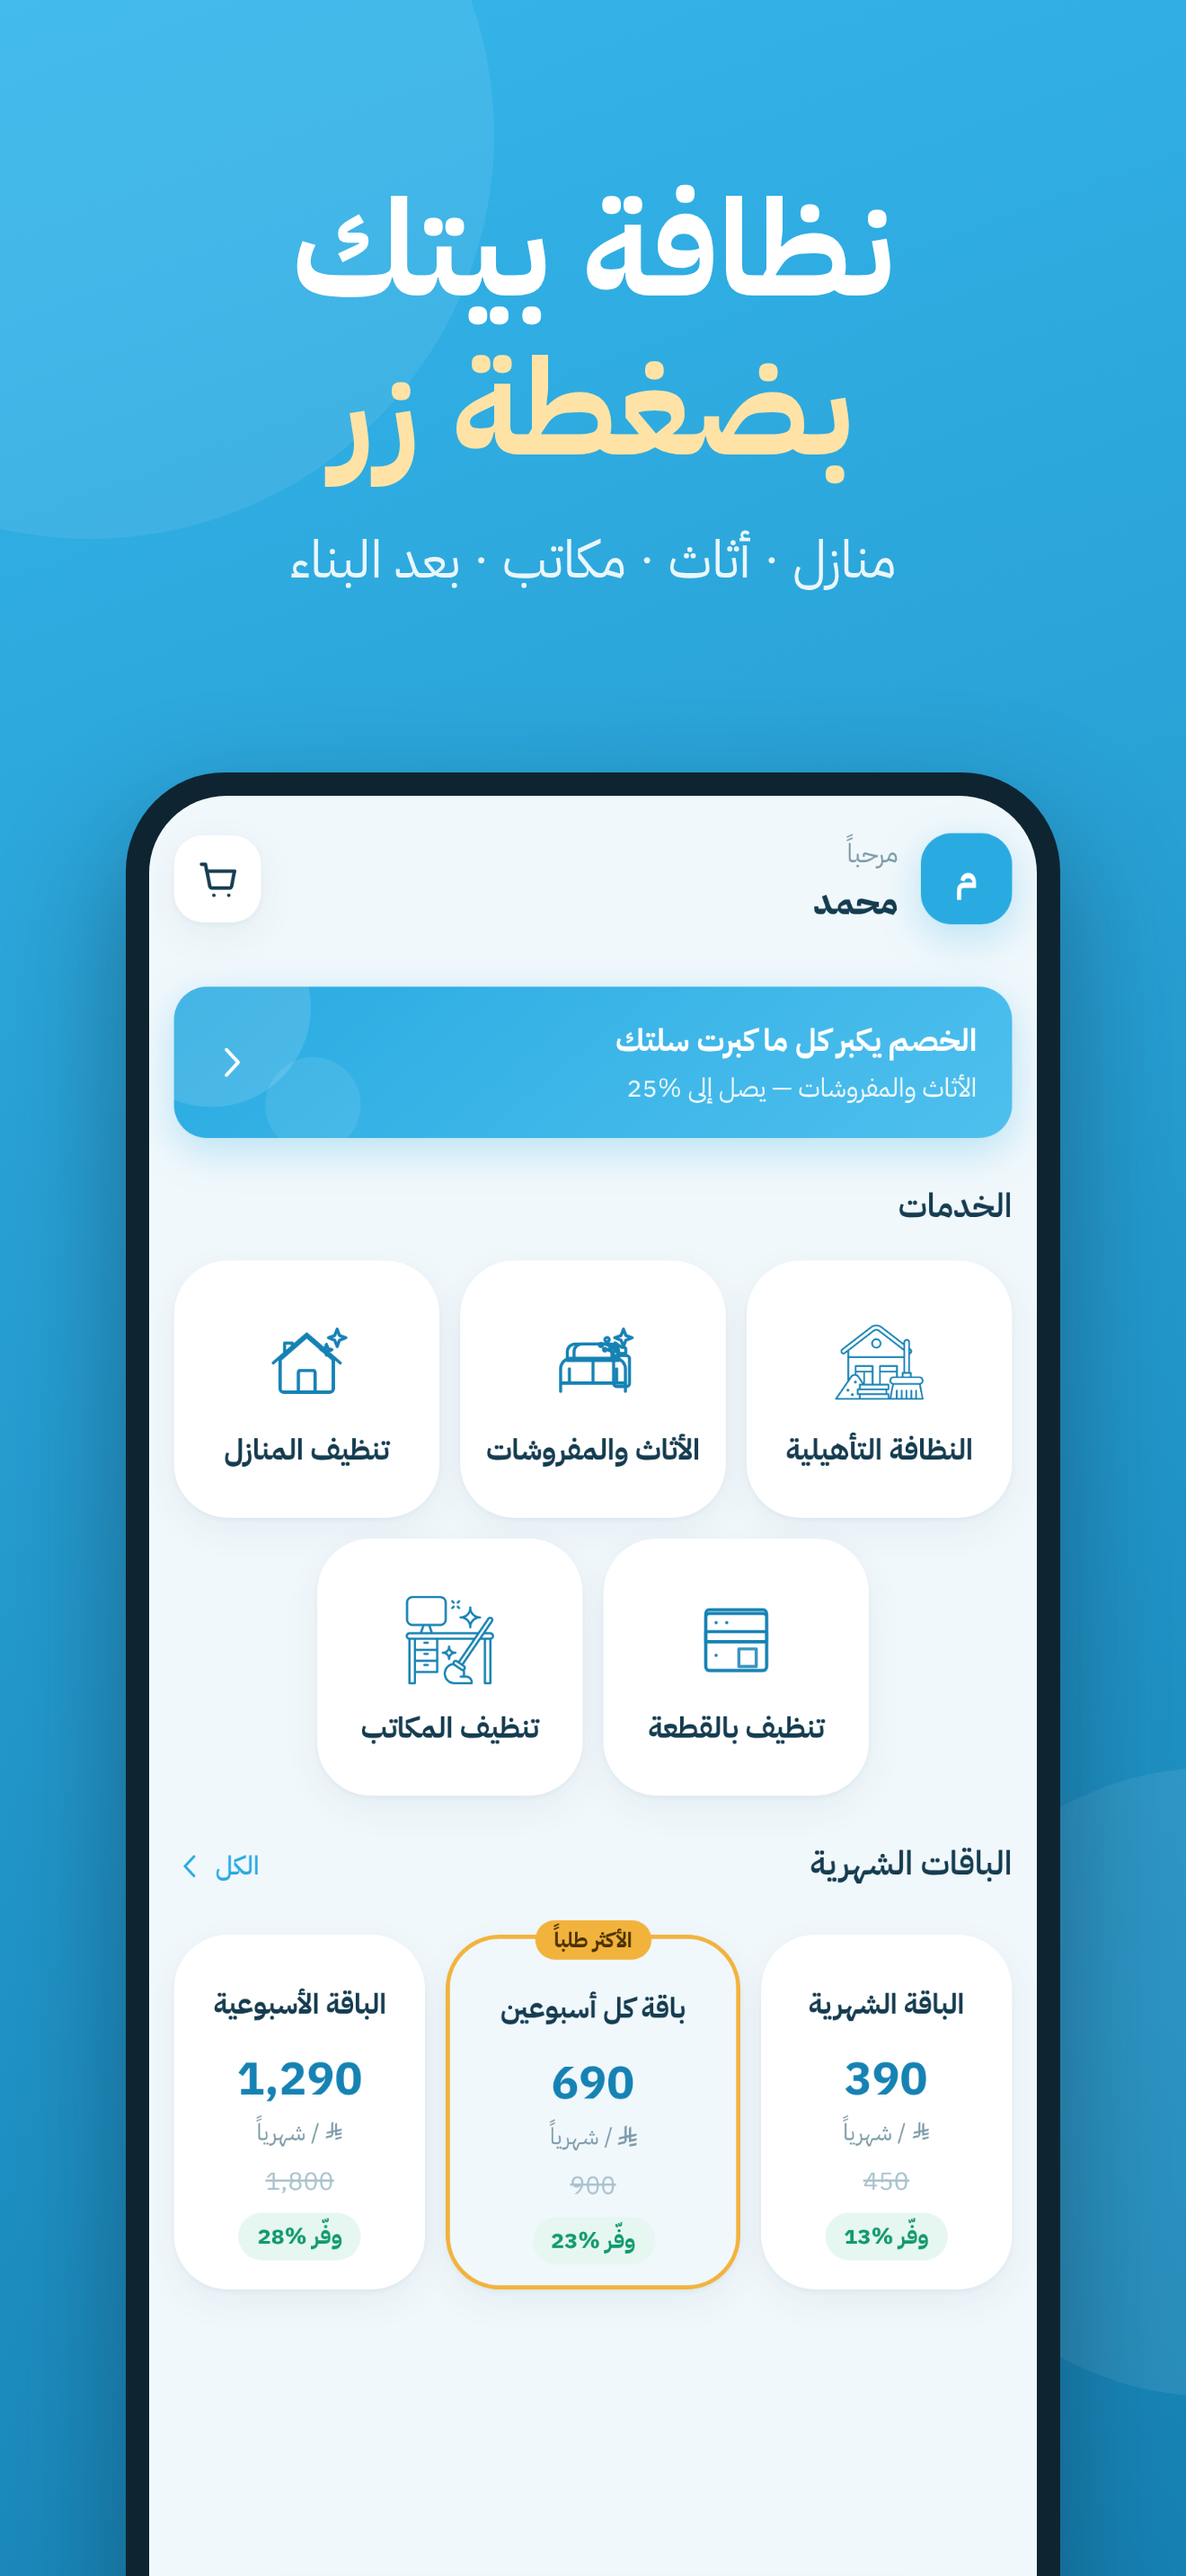 نظافة بيتك
بضغطة زر
منازل · أثاث · مكاتب · بعد البناء
م
مرحباً
محمد
الخصم يكبر كل ما كبرت سلتك
الأثاث والمفروشات — يصل إلى 25%
الخدمات
النظافة التأهيلية
الأثاث والمفروشات
تنظيف المنازل
تنظيف بالقطعة
تنظيف المكاتب
الباقات الشهرية
الكل
الباقة الشهرية
390
⃁ / شهرياً
450
وفّر 13%
الأكثر طلباً
باقة كل أسبوعين
690
⃁ / شهرياً
900
وفّر 23%
الباقة الأسبوعية
1,290
⃁ / شهرياً
1,800
وفّر 28%